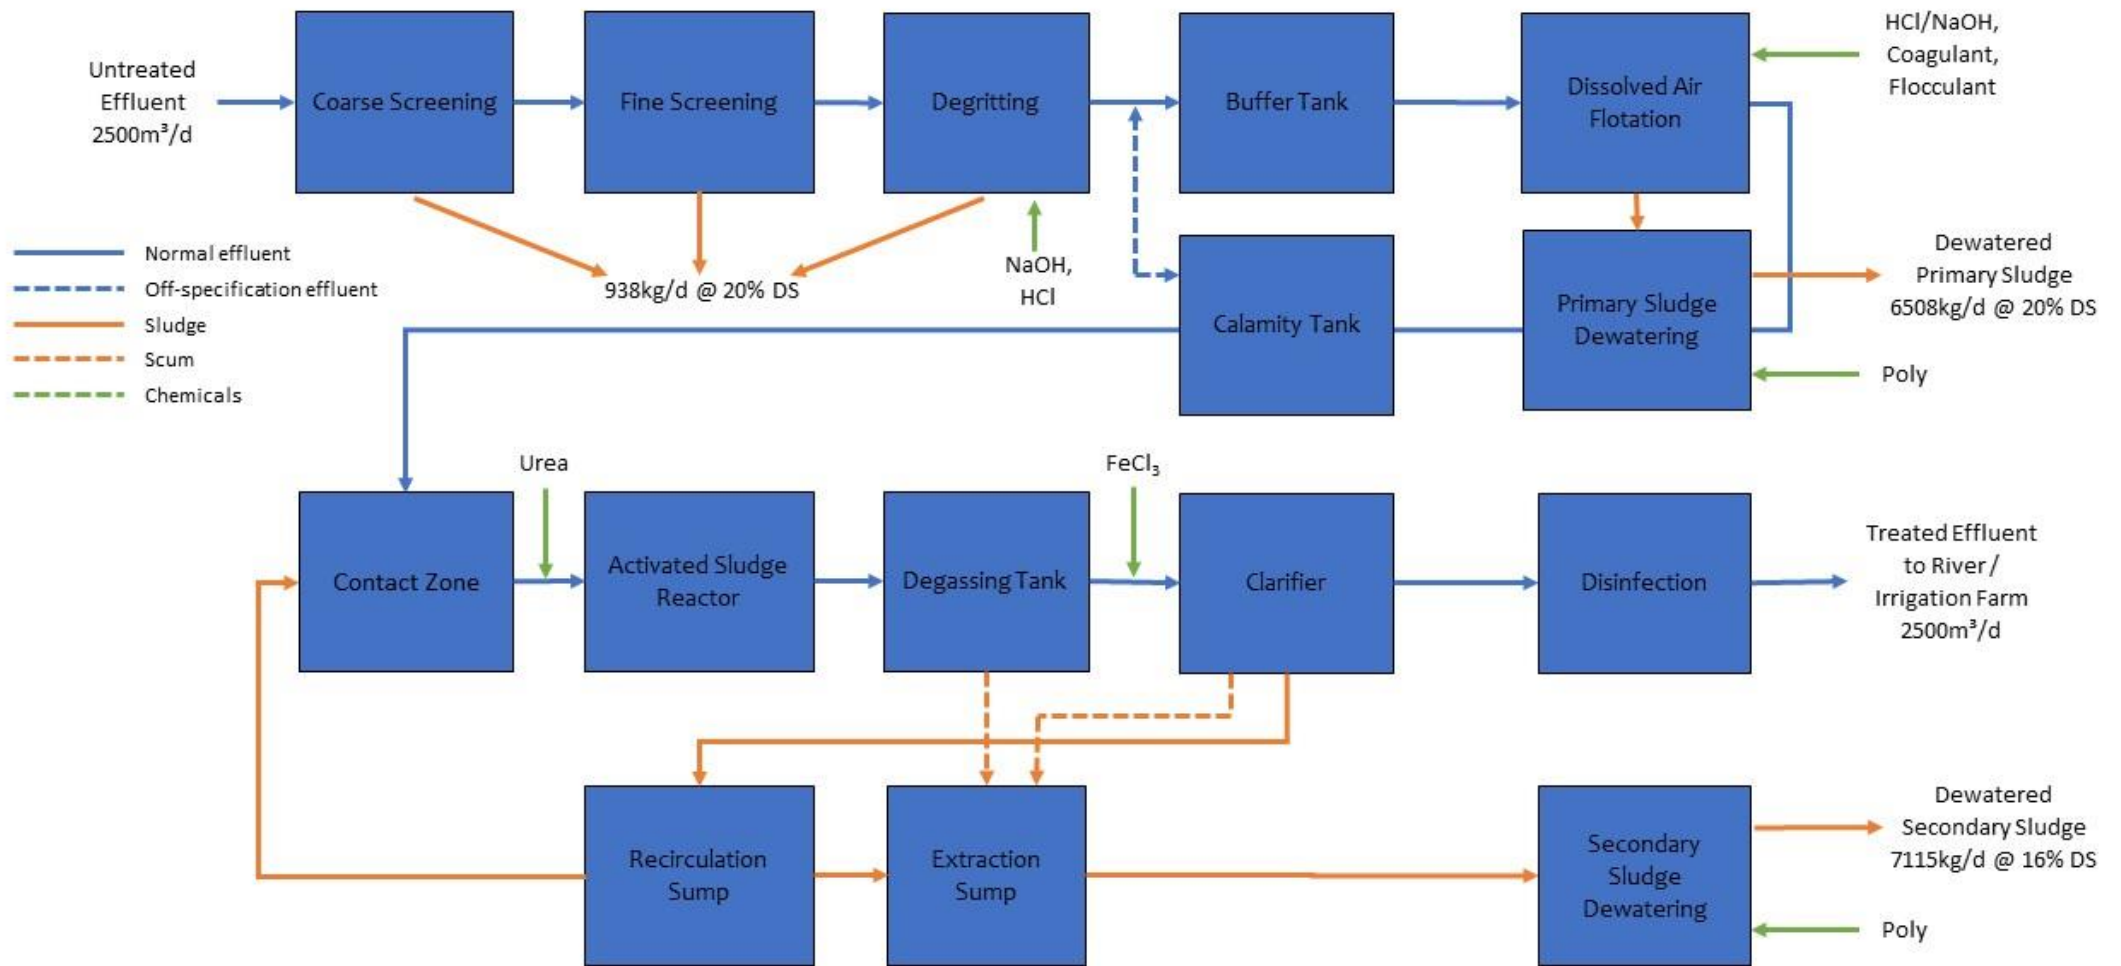 Untreated
Effluent
2500m³/d
Coarse Screening
Fine Screening
Degritting
Buffer Tank
Dissolved Air
Flotation
HCl/NaOH,
Coagulant,
Flocculant
Normal effluent
Off-specification effluent
Sludge
Scum
Chemicals
938kg/d @ 20% DS
NaOH,
HCl
Calamity Tank
Primary Sludge
Dewatering
Dewatered
Primary Sludge
6508kg/d @ 20% DS
Poly
Urea
FeCl₃
Contact Zone
Activated Sludge
Reactor
Degassing Tank
Clarifier
Disinfection
Treated Effluent
to River /
Irrigation Farm
2500m³/d
Recirculation
Sump
Extraction
Sump
Secondary
Sludge
Dewatering
Dewatered
Secondary Sludge
7115kg/d @ 16% DS
Poly